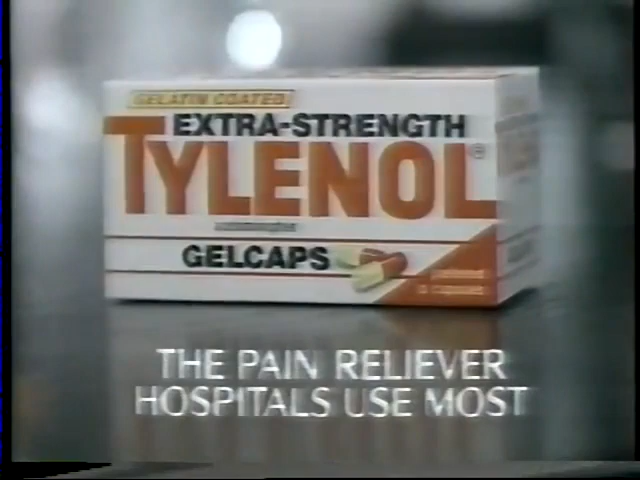 GELATIN COATED
EXTRA-STRENGTH
TYLENOL®
GELCAPS
THE PAIN RELIEVER
HOSPITALS USE MOST